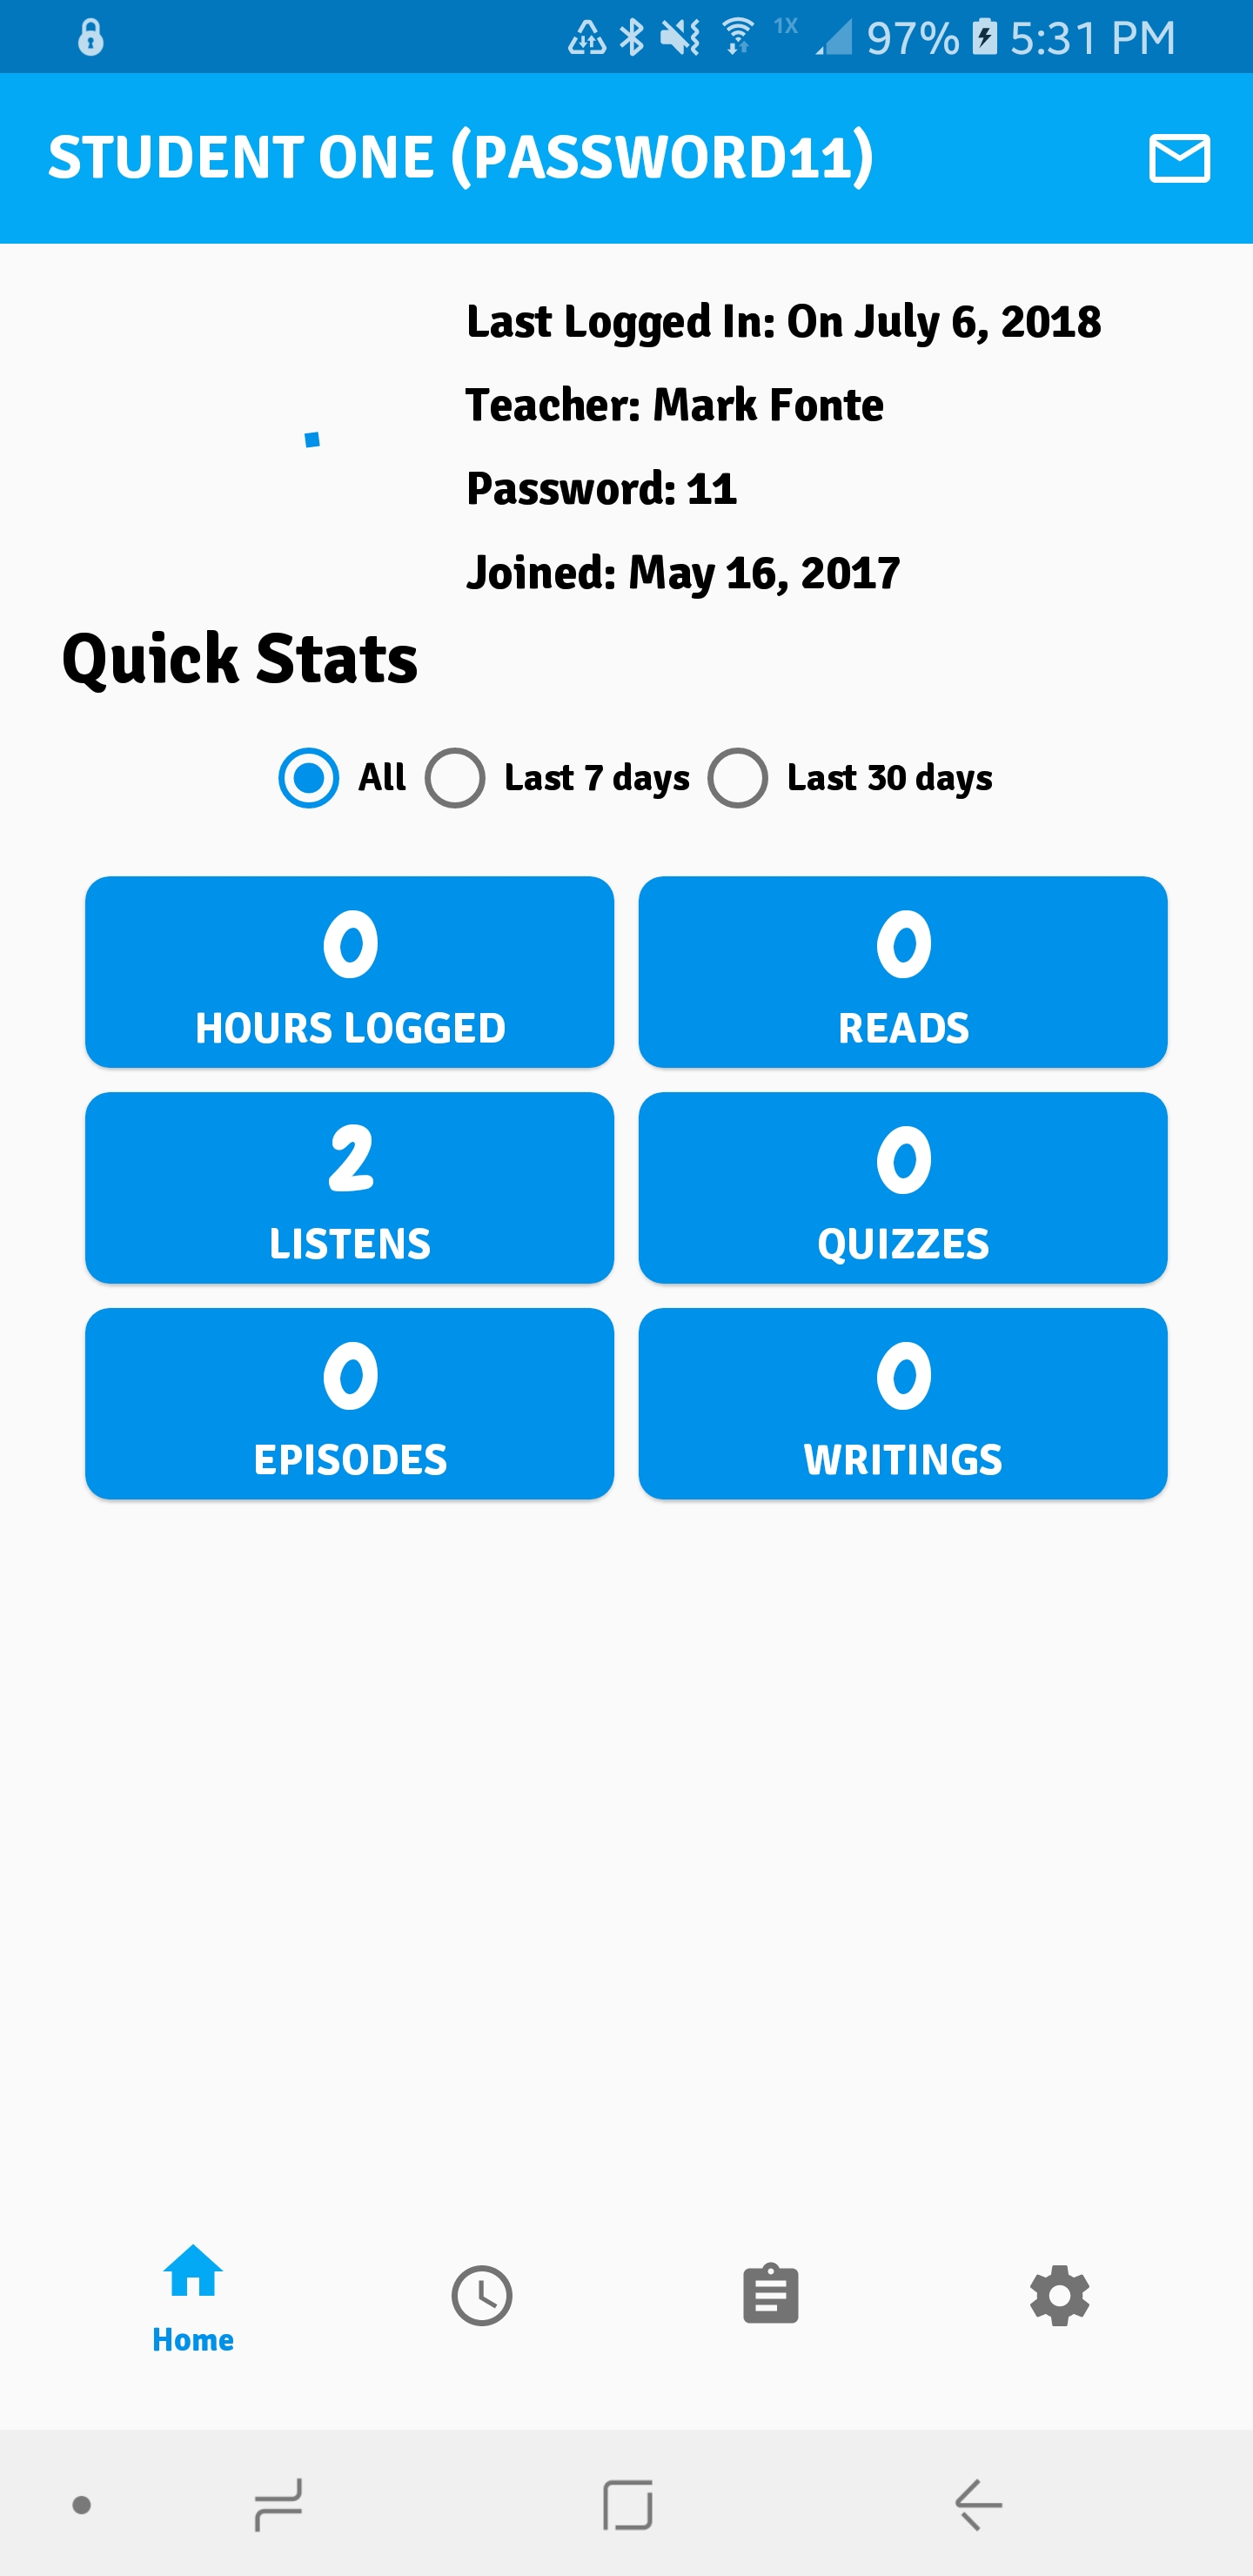 1X 97% 5:31 PM
STUDENT ONE (PASSWORD11)
Last Logged In: On July 6, 2018
Teacher: Mark Fonte
Password: 11
Joined: May 16, 2017
Quick Stats
All Last 7 days Last 30 days
0 0
HOURS LOGGED READS
2 0
LISTENS QUIZZES
0 0
EPISODES WRITINGS
Home